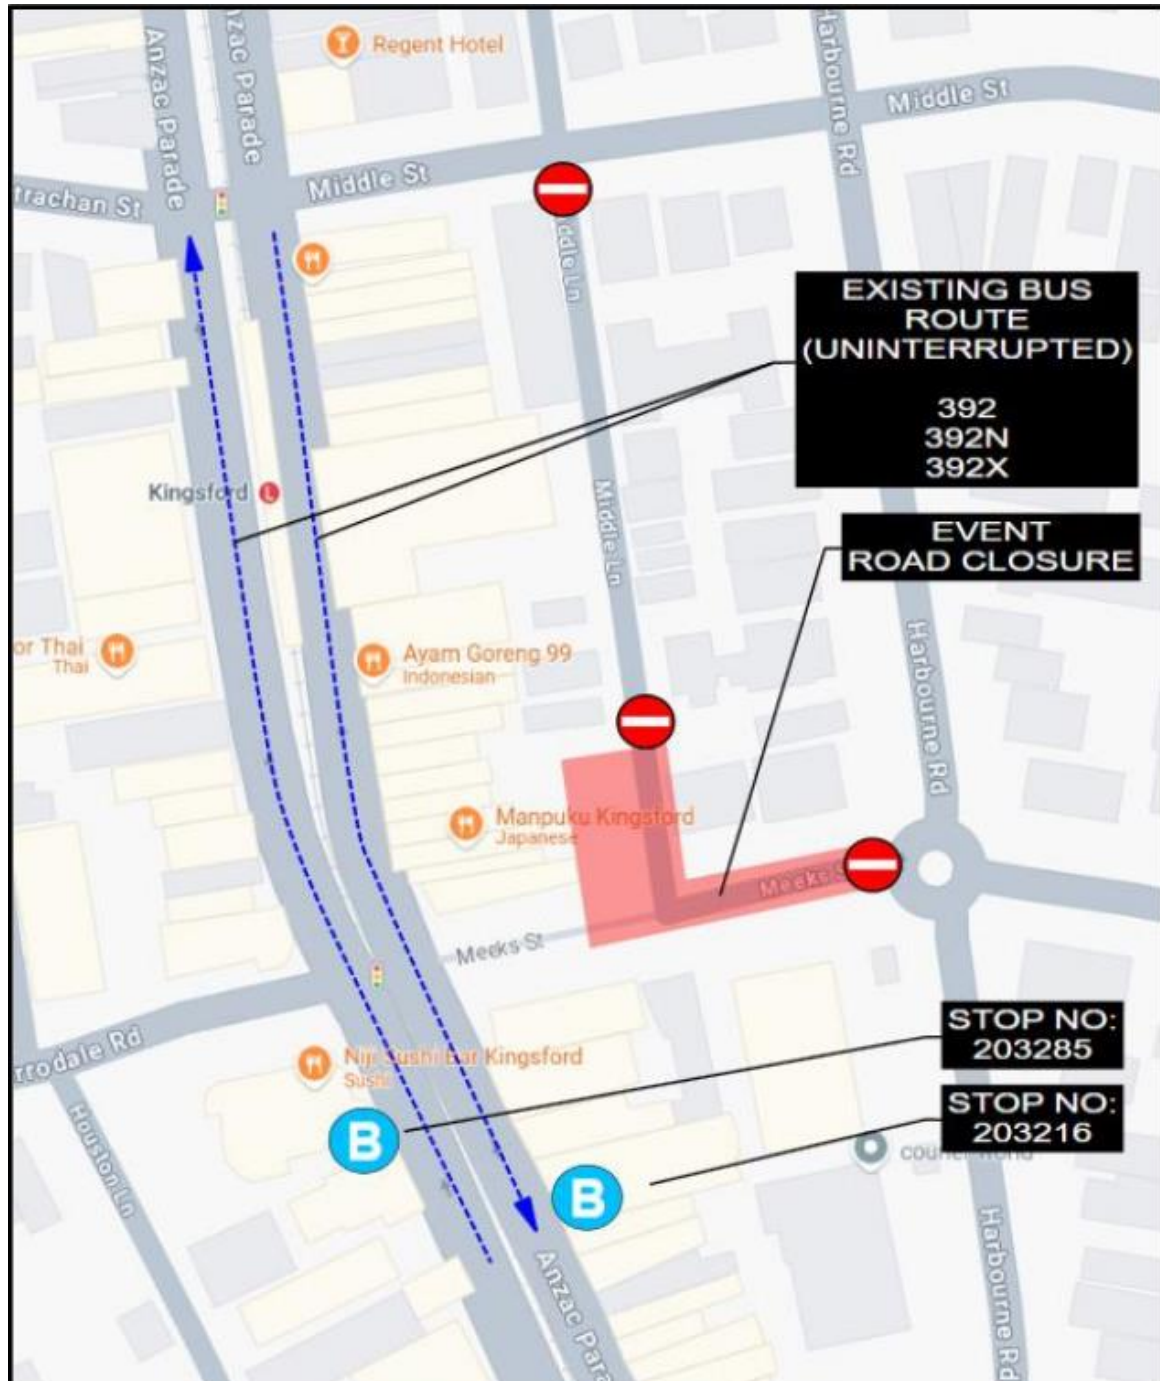 Anzac Parade
nzac Parade
Regent Hotel
Harbourne Rd
Middle St
trachan St
Middle St
ddle Ln
EXISTING BUS
ROUTE
(UNINTERRUPTED)
392
392N
392X
Kingsford
L
Middle Ln
EVENT
ROAD CLOSURE
or Thai
Thai
Ayam Goreng 99
Indonesian
Harbourne Rd
Manpuku Kingsford
Japanese
Meeks S
Meeks St
STOP NO:
203285
rrodale Rd
Niji Sushi Bar Kingsford
Sushi
STOP NO:
203216
B
B
Houston Ln
Harbourne Rd
Anzac Para